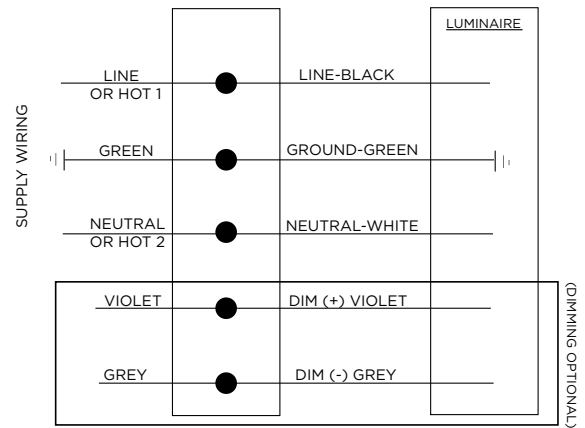 LUMINAIRE
SUPPLY WIRING
LINE
OR HOT 1
LINE-BLACK
GREEN
GROUND-GREEN
NEUTRAL
OR HOT 2
NEUTRAL-WHITE
VIOLET
DIM (+) VIOLET
GREY
DIM (-) GREY
(DIMMING OPTIONAL)